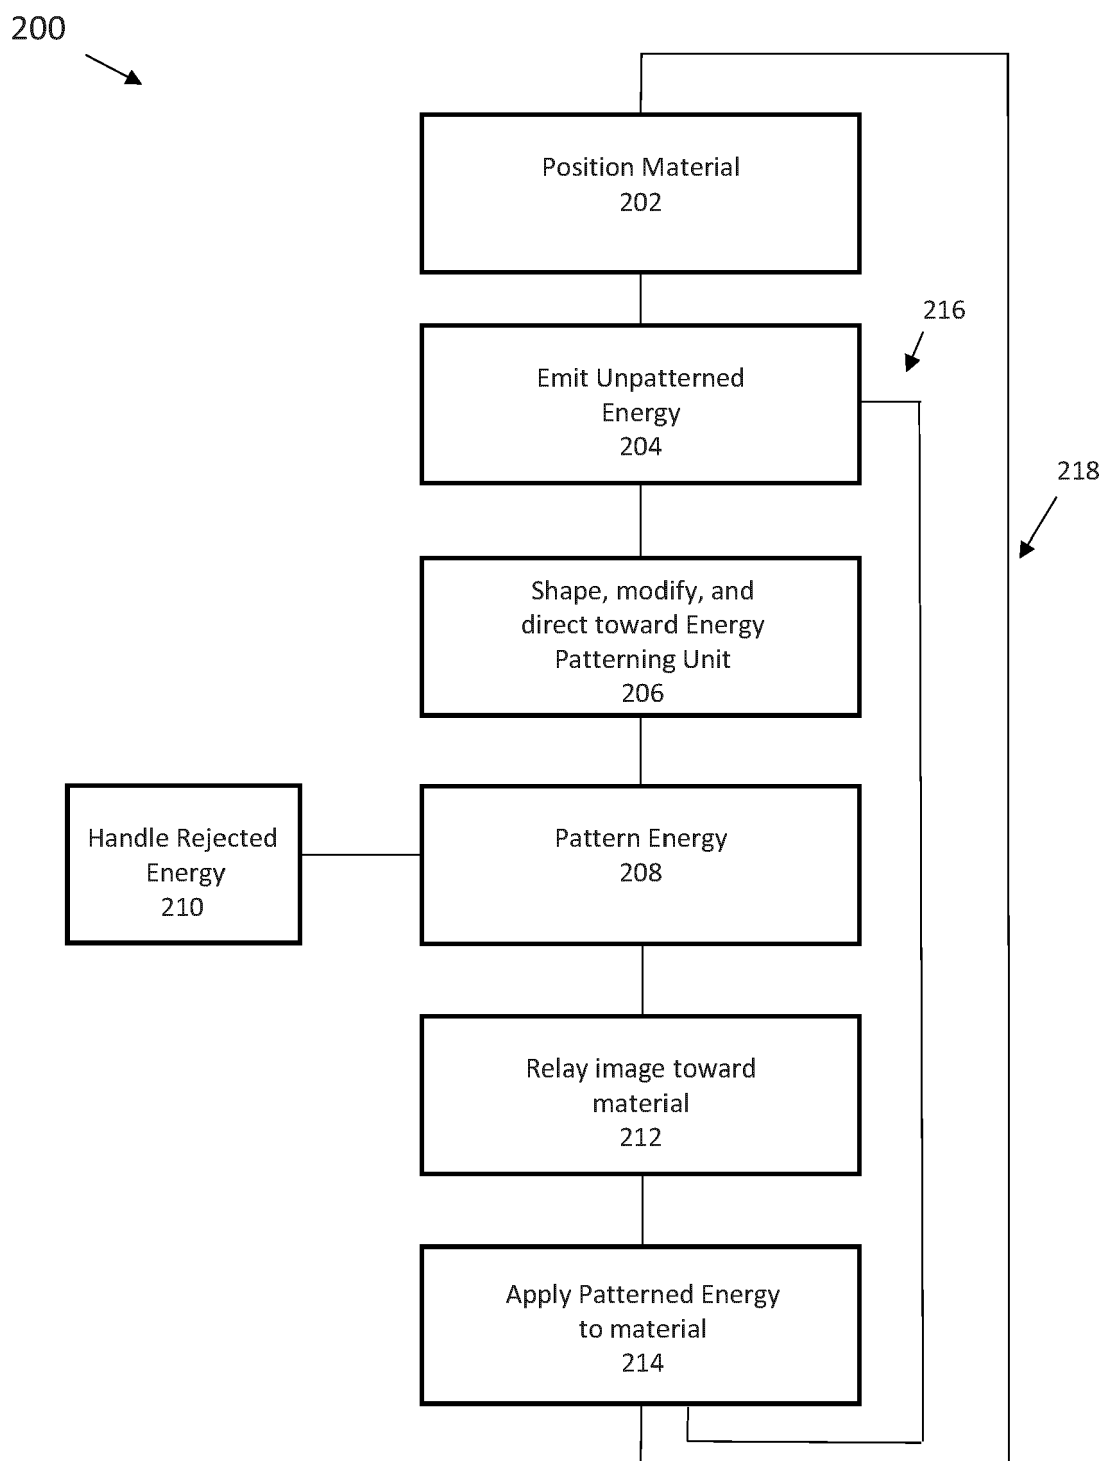 200
Position Material
202
216
Emit Unpatterned
Energy
204
218
Shape, modify, and
direct toward Energy
Patterning Unit
206
Handle Rejected
Energy
210
Pattern Energy
208
Relay image toward
material
212
Apply Patterned Energy
to material
214